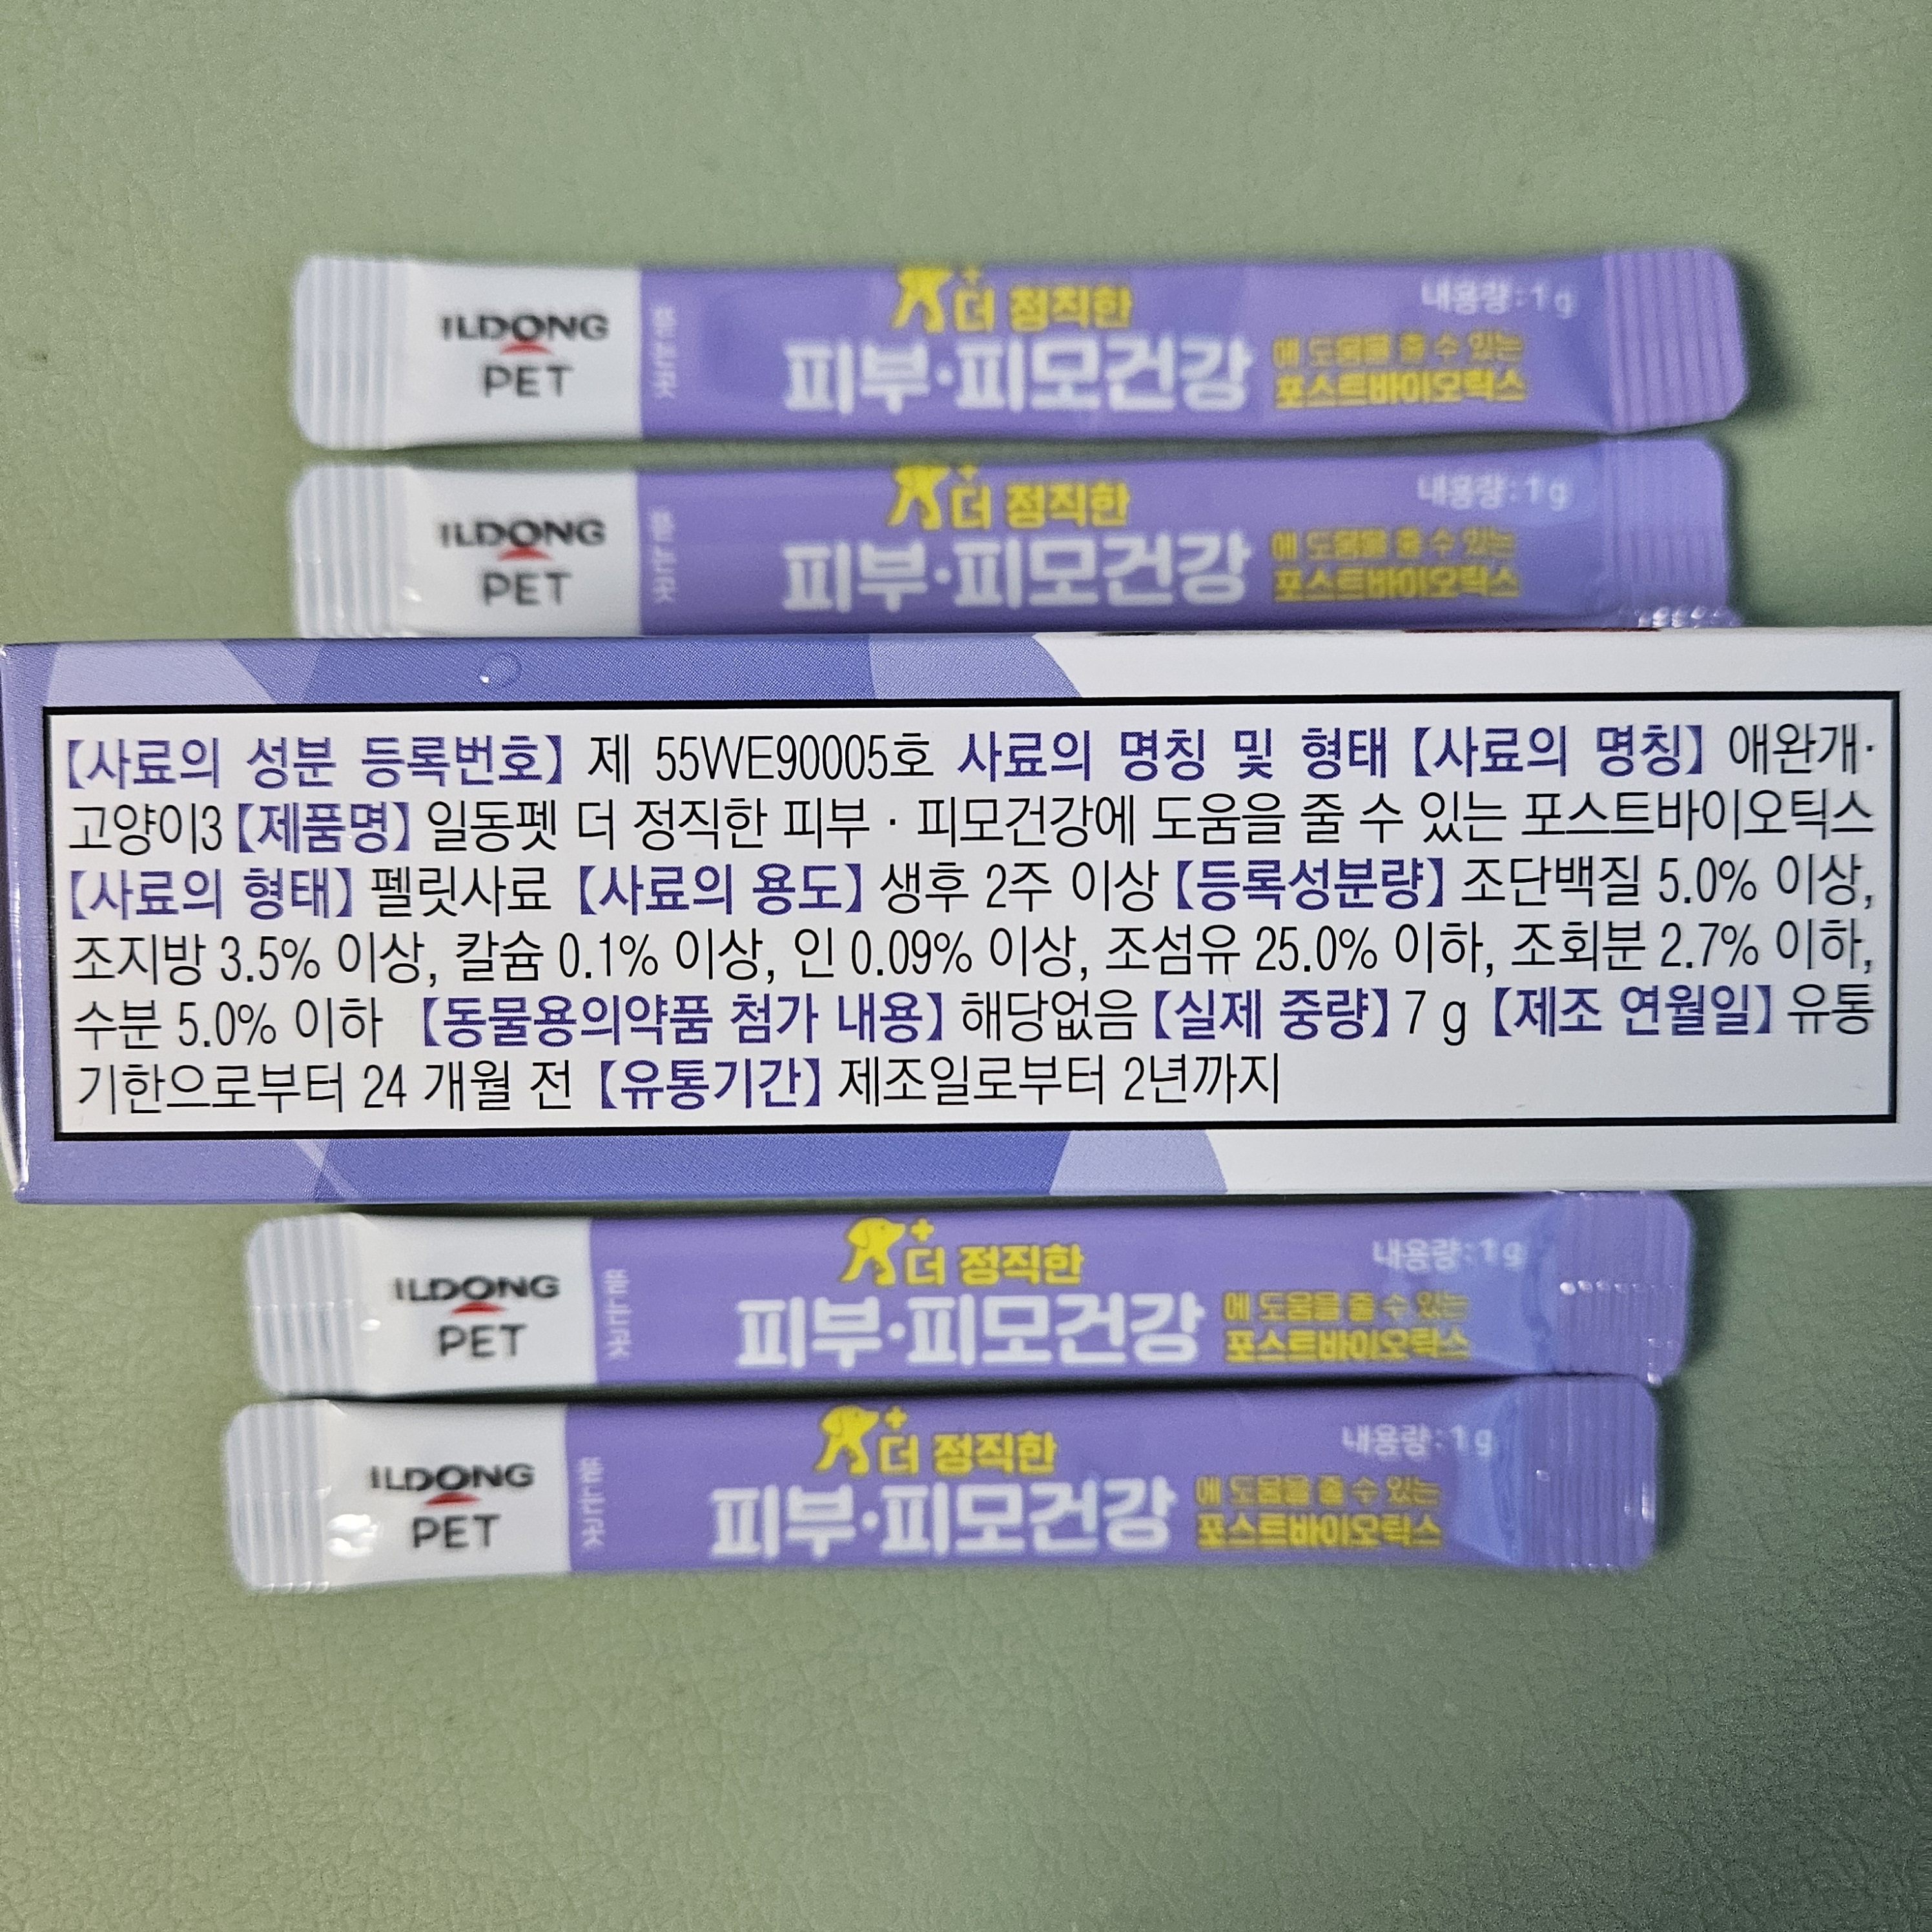 ILDONG
PET
더 정직한
내용량:1g
피부·피모건강
에 도움을 줄 수 있는
포스트바이오틱스
ILDONG
PET
더 정직한
내용량:1g
피부·피모건강
에 도움을 줄 수 있는
포스트바이오틱스
【사료의 성분 등록번호】 제 55WE90005호 사료의 명칭 및 형태 【사료의 명칭】 애완개·
고양이3 【제품명】 일동펫 더 정직한 피부 · 피모건강에 도움을 줄 수 있는 포스트바이오틱스
【사료의 형태】 펠릿사료 【사료의 용도】 생후 2주 이상 【등록성분량】 조단백질 5.0% 이상,
조지방 3.5% 이상, 칼슘 0.1% 이상, 인 0.09% 이상, 조섬유 25.0% 이하, 조회분 2.7% 이하,
수분 5.0% 이하 【동물용의약품 첨가 내용】 해당없음 【실제 중량】 7 g 【제조 연월일】 유통
기한으로부터 24 개월 전 【유통기간】 제조일로부터 2년까지
ILDONG
PET
더 정직한
내용량:1g
피부·피모건강
에 도움을 줄 수 있는
포스트바이오틱스
ILDONG
PET
더 정직한
내용량:1g
피부·피모건강
에 도움을 줄 수 있는
포스트바이오틱스